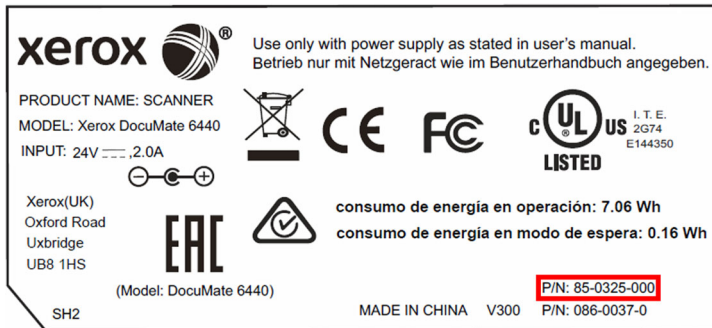 xerox ®
Use only with power supply as stated in user's manual.
Betrieb nur mit Netzgeract wie im Benutzerhandbuch angegeben.
PRODUCT NAME: SCANNER
MODEL: Xerox DocuMate 6440
INPUT: 24V ⎓,2.0A
CE
FC
C UL ® US
LISTED
I. T. E.
2G74
E144350
Xerox(UK)
Oxford Road
Uxbridge
UB8 1HS
EAC
consumo de energía en operación: 7.06 Wh
consumo de energía en modo de espera: 0.16 Wh
(Model: DocuMate 6440)
P/N: 85-0325-000
SH2
MADE IN CHINA V300 P/N: 086-0037-0